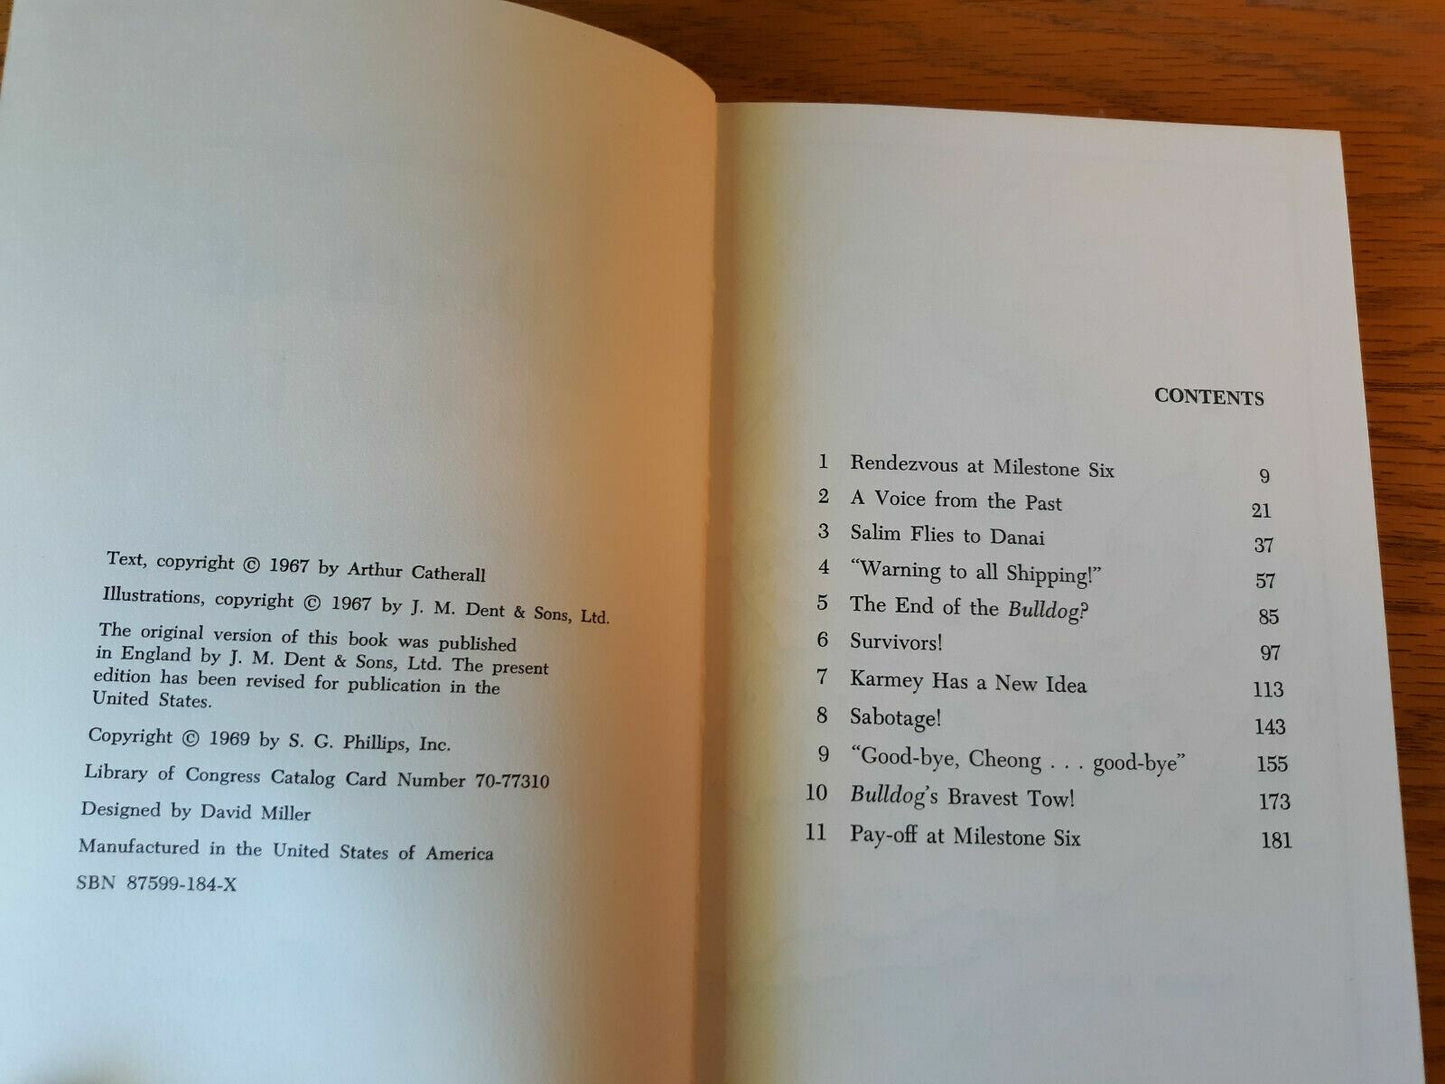 Text, copyright © 1967 by Arthur Catherall
Illustrations, copyright © 1967 by J. M. Dent & Sons, Ltd.
The original version of this book was published
in England by J. M. Dent & Sons, Ltd. The present
edition has been revised for publication in the
United States.
Copyright © 1969 by S. G. Phillips, Inc.
Library of Congress Catalog Card Number 70-77310
Designed by David Miller
Manufactured in the United States of America
SBN 87599-184-X
CONTENTS
1 Rendezvous at Milestone Six 9
2 A Voice from the Past 21
3 Salim Flies to Danai 37
4 “Warning to all Shipping!” 57
5 The End of the Bulldog? 85
6 Survivors! 97
7 Karmey Has a New Idea 113
8 Sabotage! 143
9 “Good-bye, Cheong . . . good-bye” 155
10 Bulldog’s Bravest Tow! 173
11 Pay-off at Milestone Six 181